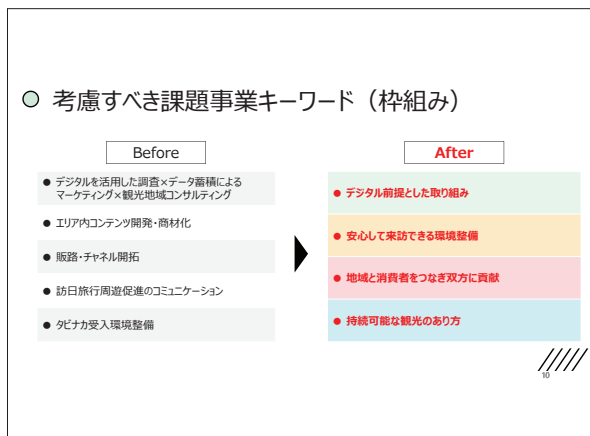 考慮すべき課題事業キーワード（枠組み）
Before
● デジタルを活用した調査×データ蓄積による
マーケティング×観光地域コンサルティング
● エリア内コンテンツ開発・商材化
● 販路・チャネル開拓
● 訪日旅行周遊促進のコミュニケーション
● タビナカ受入環境整備
After
● デジタル前提とした取り組み
● 安心して来訪できる環境整備
● 地域と消費者をつなぎ双方に貢献
● 持続可能な観光のあり方
10